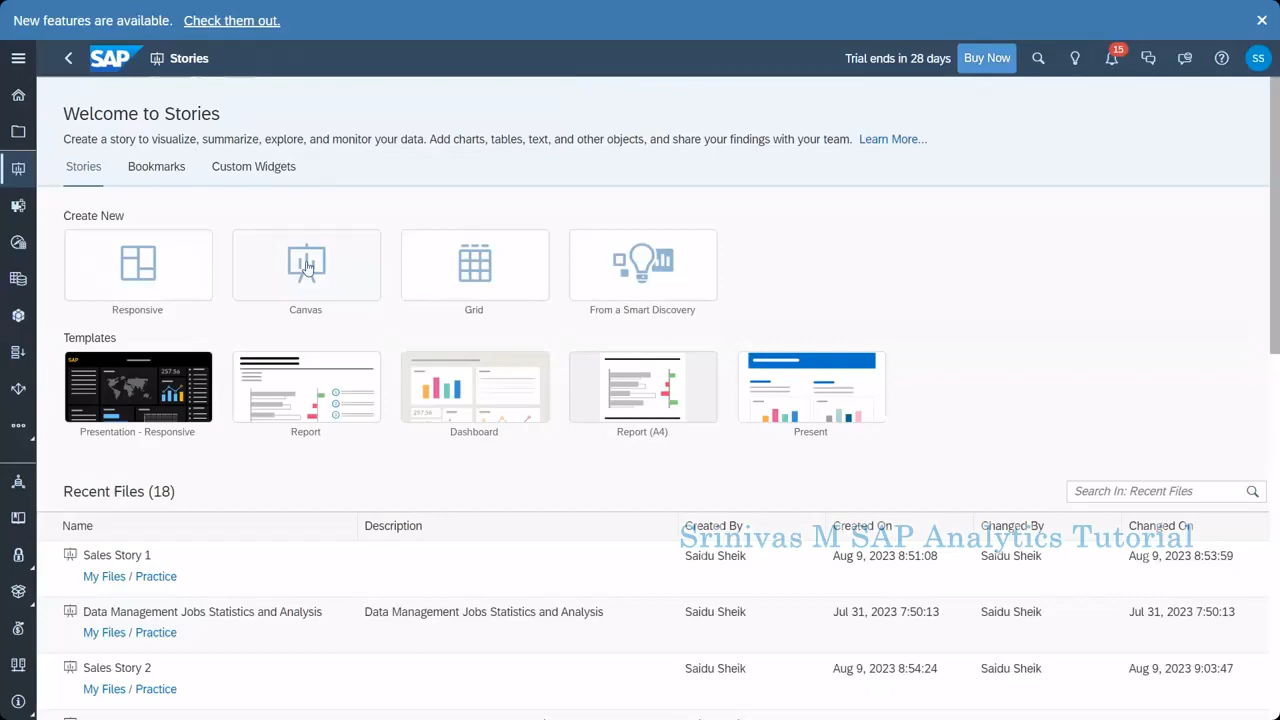 New features are available. Check them out.
SAP Stories Trial ends in 28 days Buy Now 15 SS
Welcome to Stories
Create a story to visualize, summarize, explore, and monitor your data. Add charts, tables, text, and other objects, and share your findings with your team. Learn More...
Stories Bookmarks Custom Widgets
Create New
Responsive Canvas Grid From a Smart Discovery
Templates
SAP 257.56
257.56
Presentation - Responsive Report Dashboard Report (A4) Present
Recent Files (18) Search In: Recent Files
Name Description Created By Created On Changed By Changed On
Srinivas M SAP Analytics Tutorial
Sales Story 1 Saidu Sheik Aug 9, 2023 8:51:08 Saidu Sheik Aug 9, 2023 8:53:59
My Files / Practice
Data Management Jobs Statistics and Analysis Data Management Jobs Statistics and Analysis Saidu Sheik Jul 31, 2023 7:50:13 Saidu Sheik Jul 31, 2023 7:50:13
My Files / Practice
Sales Story 2 Saidu Sheik Aug 9, 2023 8:54:24 Saidu Sheik Aug 9, 2023 9:03:47
My Files / Practice